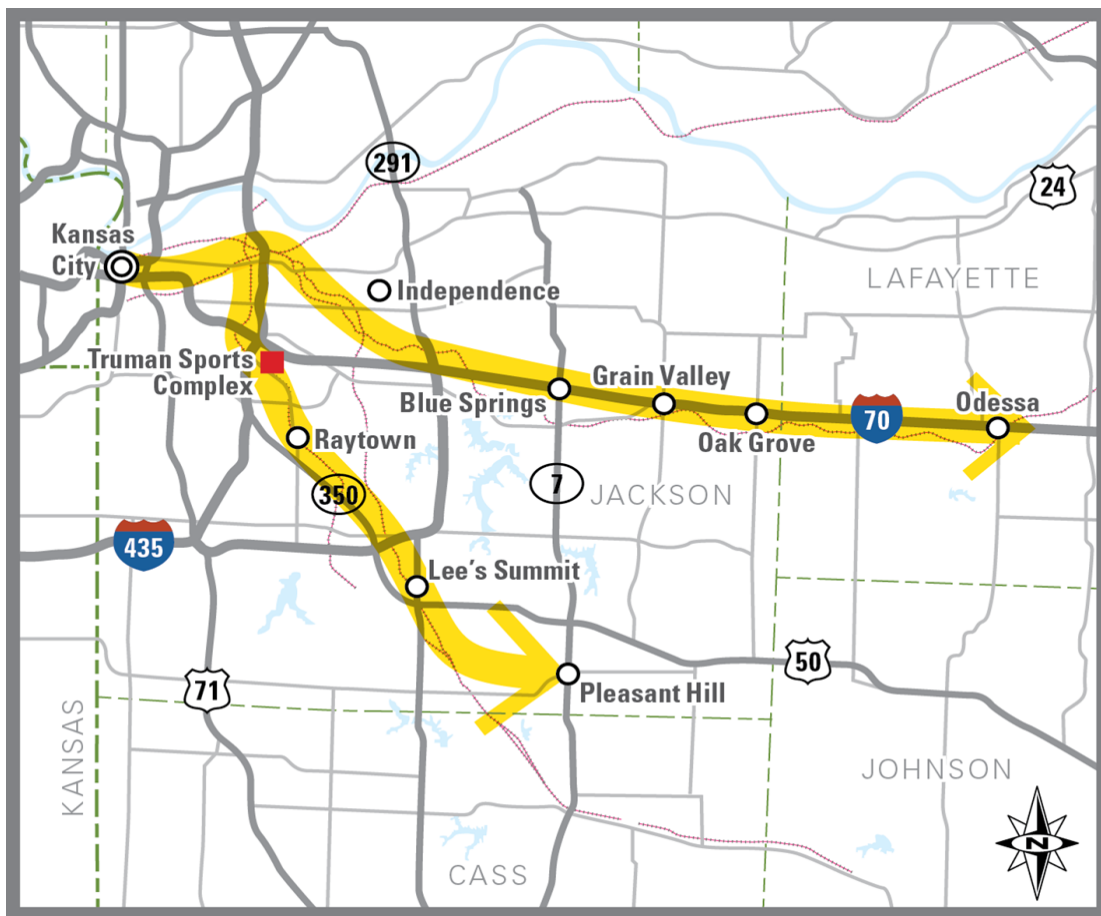 291
24
Kansas
City
LAFAYETTE
Independence
Truman Sports
Complex
Grain Valley
Blue Springs
Odessa
70
Oak Grove
Raytown
350
7
JACKSON
435
Lee's Summit
50
71
Pleasant Hill
KANSAS
JOHNSON
N
CASS